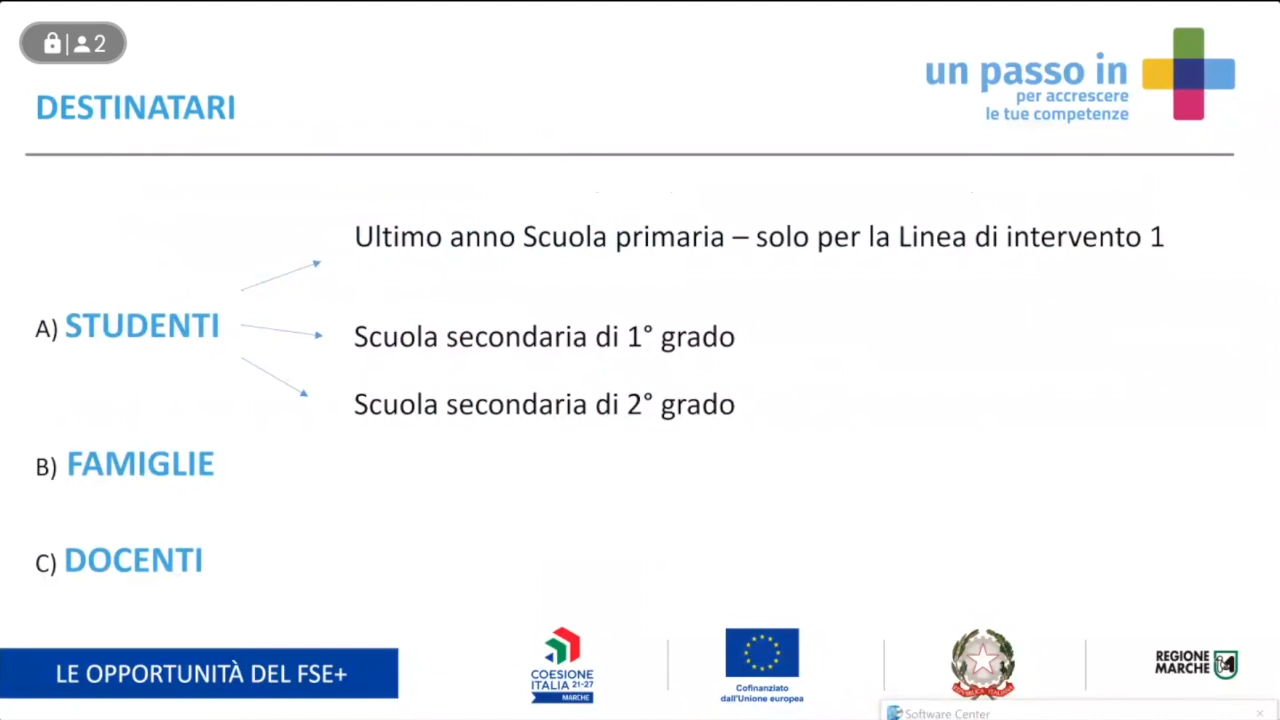 2
un passo in
per accrescere
le tue competenze
DESTINATARI
Ultimo anno Scuola primaria – solo per la Linea di intervento 1
A) STUDENTI
Scuola secondaria di 1° grado
Scuola secondaria di 2° grado
B) FAMIGLIE
C) DOCENTI
LE OPPORTUNITÀ DEL FSE+
COESIONE
ITALIA 21-27
MARCHE
Cofinanziato
dall'Unione europea
REPUBBLICA ITALIANA
REGIONE
MARCHE
Software Center